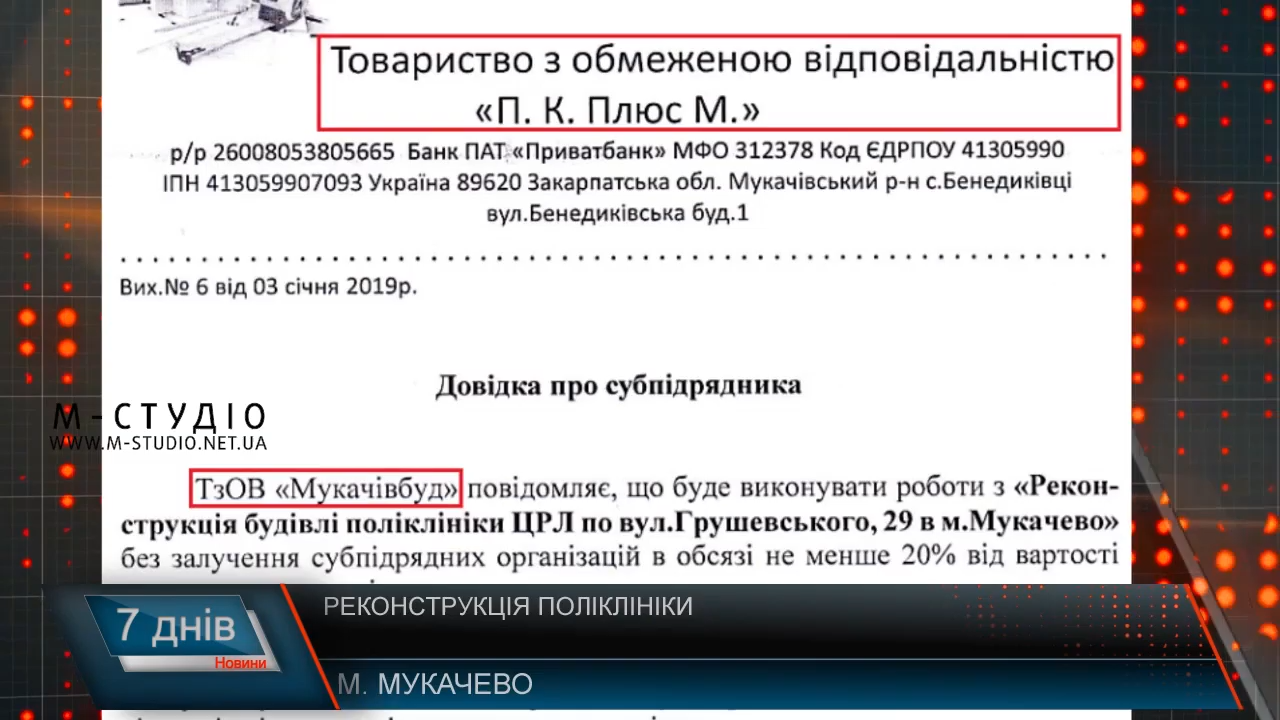 Товариство з обмеженою відповідальністю
«П. К. Плюс М.»
р/р 26008053805665 Банк ПАТ «Приватбанк» МФО 312378 Код ЄДРПОУ 41305990
ІПН 413059907093 Україна 89620 Закарпатська обл. Мукачівський р-н с.Бенедиківці
вул.Бенедиківська буд.1
Вих.№ 6 від 03 січня 2019р.
Довідка про субпідрядника
М-СТУДІО
WWW.M-STUDIO.NET.UA
ТзОВ «Мукачівбуд» повідомляє, що буде виконувати роботи з «Рекон-
струкція будівлі поліклініки ЦРЛ по вул.Грушевського, 29 в м.Мукачево»
без залучення субпідрядних організацій в обсязі не менше 20% від вартості
7 днів
Новини
РЕКОНСТРУКЦІЯ ПОЛІКЛІНІКИ
М. МУКАЧЕВО